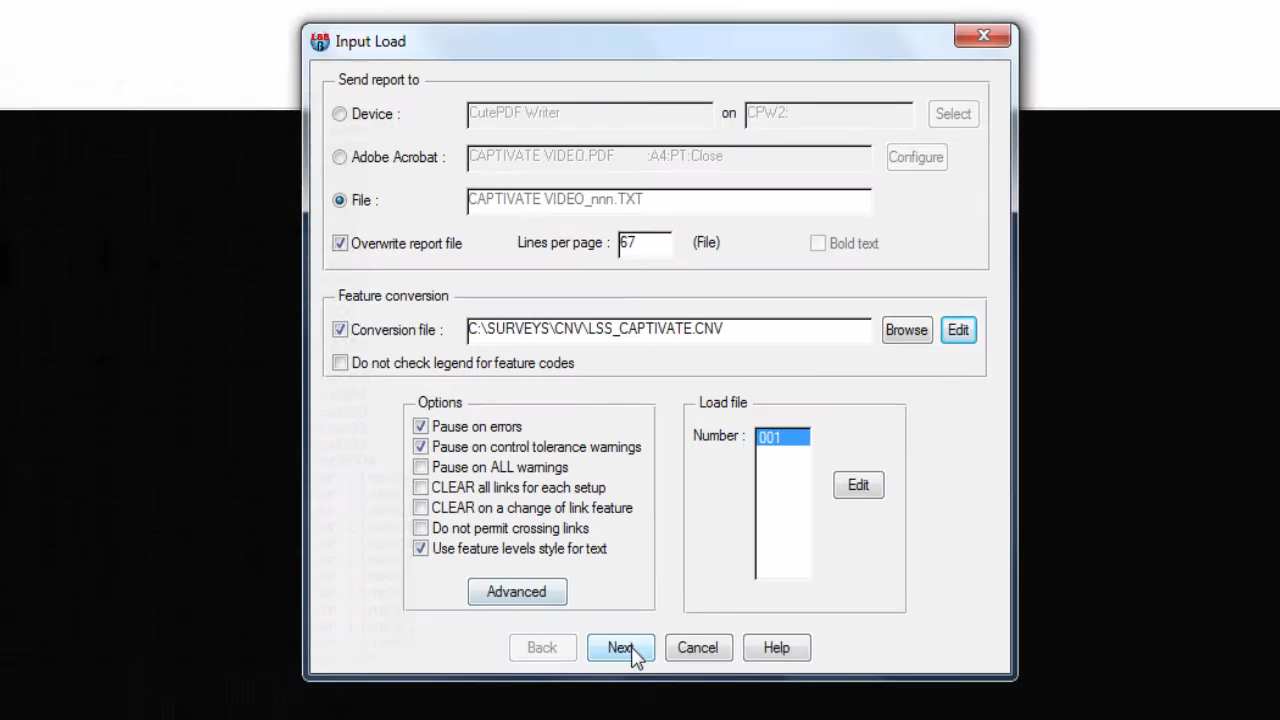 Input Load
Send report to
Device : CutePDF Writer on CPW2: Select
Adobe Acrobat : CAPTIVATE VIDEO.PDF :A4:PT:Close Configure
File : CAPTIVATE VIDEO_nnn.TXT
Overwrite report file Lines per page : 67 (File) Bold text
Feature conversion
Conversion file : C:\SURVEYS\CNV\LSS_CAPTIVATE.CNV Browse Edit
Do not check legend for feature codes
Options
Pause on errors
Pause on control tolerance warnings
Pause on ALL warnings
CLEAR all links for each setup
CLEAR on a change of link feature
Do not permit crossing links
Use feature levels style for text
Advanced
Load file
Number : 001
Edit
Back Next Cancel Help